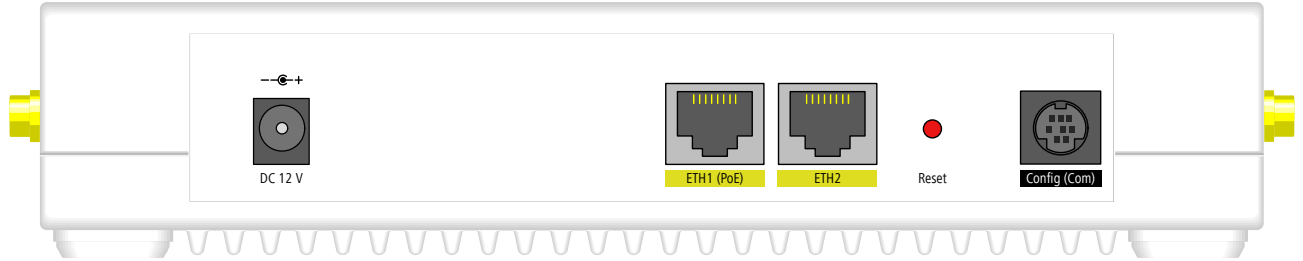 DC 12 V
ETH1 (PoE)
ETH2
Reset
Config (Com)